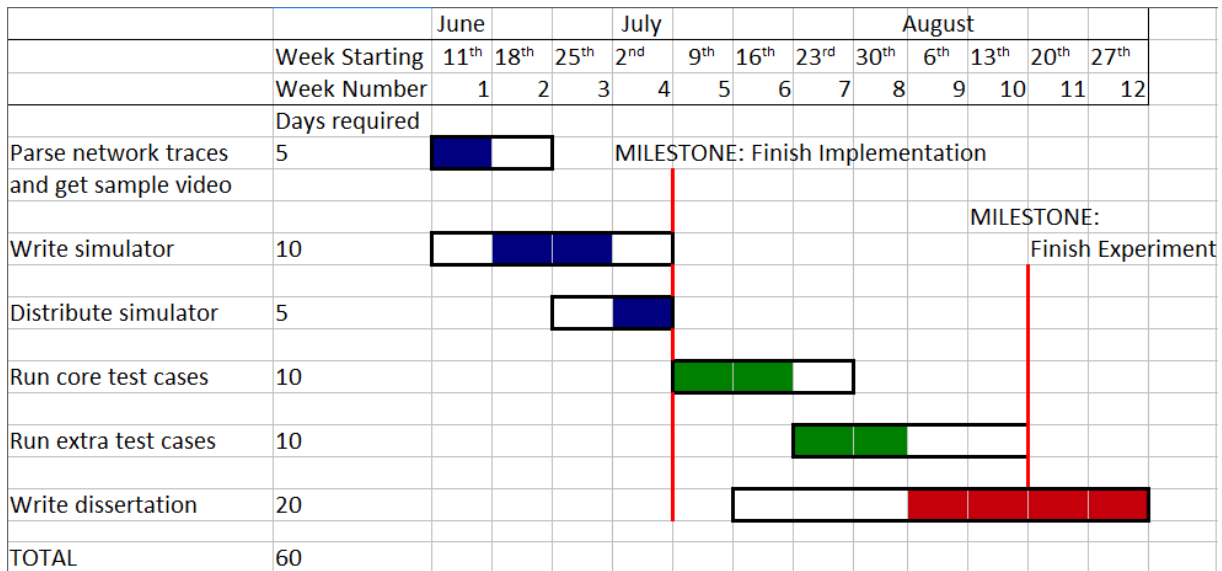 June July August
Week Starting 11th 18th 25th 2nd 9th 16th 23rd 30th 6th 13th 20th 27th
Week Number 1 2 3 4 5 6 7 8 9 10 11 12
Days required
Parse network traces 5 MILESTONE: Finish Implementation
and get sample video
MILESTONE:
Write simulator 10 Finish Experiment
Distribute simulator 5
Run core test cases 10
Run extra test cases 10
Write dissertation 20
TOTAL 60